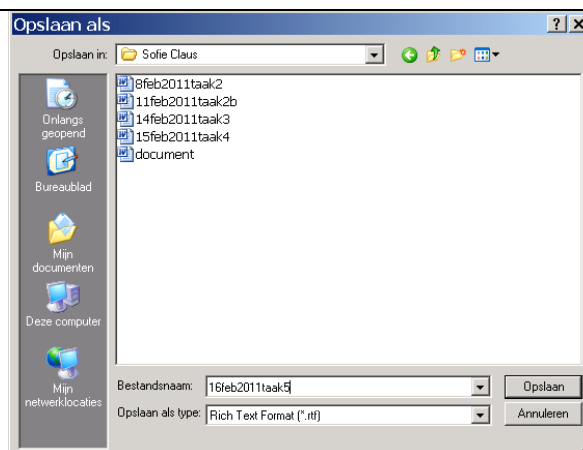 Opslaan als
Opslaan in: Sofie Claus
8feb2011taak2
11feb2011taak2b
14feb2011taak3
15feb2011taak4
document
Onlangs
geopend
Bureaublad
Mijn
documenten
Deze computer
Mijn
netwerklocaties
Bestandsnaam: 16feb2011taak5 Opslaan
Opslaan als type: Rich Text Format (*.rtf) Annuleren